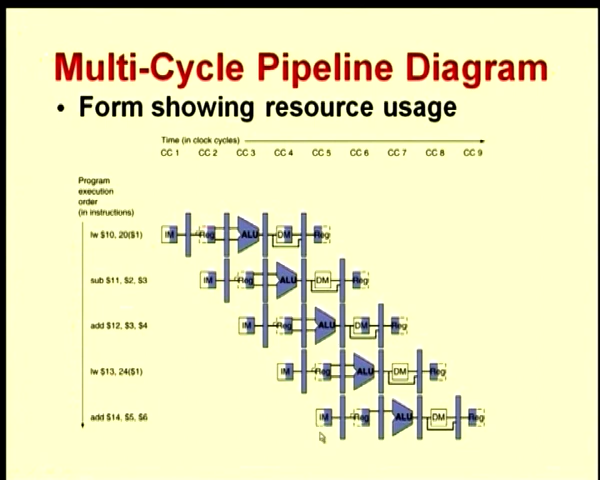 Multi-Cycle Pipeline Diagram
• Form showing resource usage
Time (in clock cycles)
CC 1 CC 2 CC 3 CC 4 CC 5 CC 6 CC 7 CC 8 CC 9
Program
execution
order
(in instructions)
lw $10, 20($1) IM Reg ALU DM Reg
sub $11, $2, $3 IM Reg ALU DM Reg
add $12, $3, $4 IM Reg ALU DM Reg
lw $13, 24($1) IM Reg ALU DM Reg
add $14, $5, $6 IM Reg ALU DM Reg